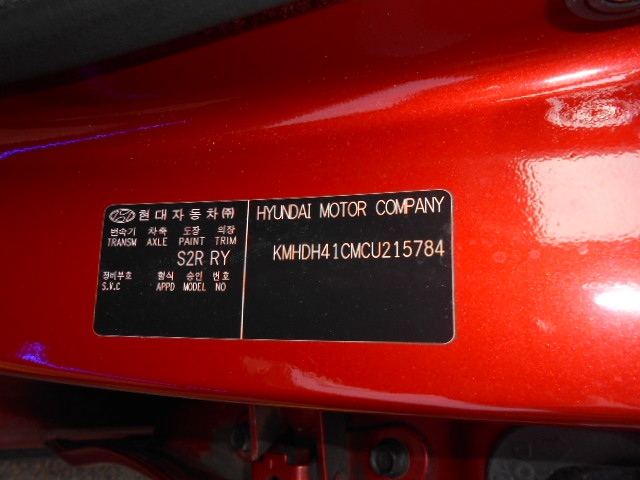 현대자동차㈜
변속기 차축 도장 의장
TRANSM AXLE PAINT TRIM
S2R RY
정비부호 형식 승인 번호
S.V.C APPD MODEL NO
HYUNDAI MOTOR COMPANY
KMHDH41CMCU215784